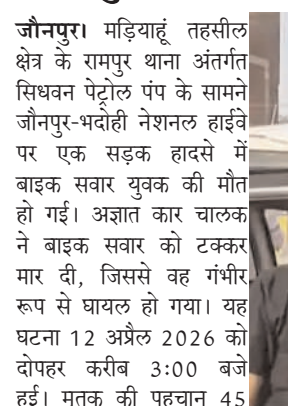 जौनपुर। मड़ियाहूं तहसील
क्षेत्र के रामपुर थाना अंतर्गत
सिधवन पेट्रोल पंप के सामने
जौनपुर-भदोही नेशनल हाईवे
पर एक सड़क हादसे में
बाइक सवार युवक की मौत
हो गई। अज्ञात कार चालक
ने बाइक सवार को टक्कर
मार दी, जिससे वह गंभीर
रूप से घायल हो गया। यह
घटना 12 अप्रैल 2026 को
दोपहर करीब 3:00 बजे
हुई। मृतक की पहचान 45